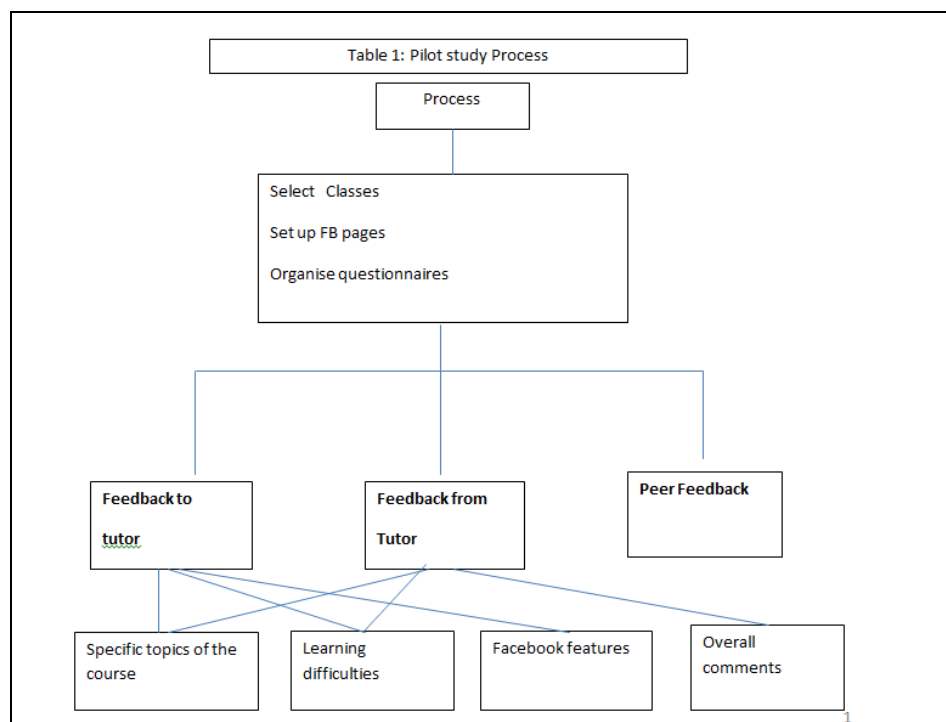 Table 1: Pilot study Process
Process
Select Classes
Set up FB pages
Organise questionnaires
Feedback to
tutor
Feedback from
Tutor
Peer Feedback
Specific topics of the
course
Learning
difficulties
Facebook features
Overall
comments
1